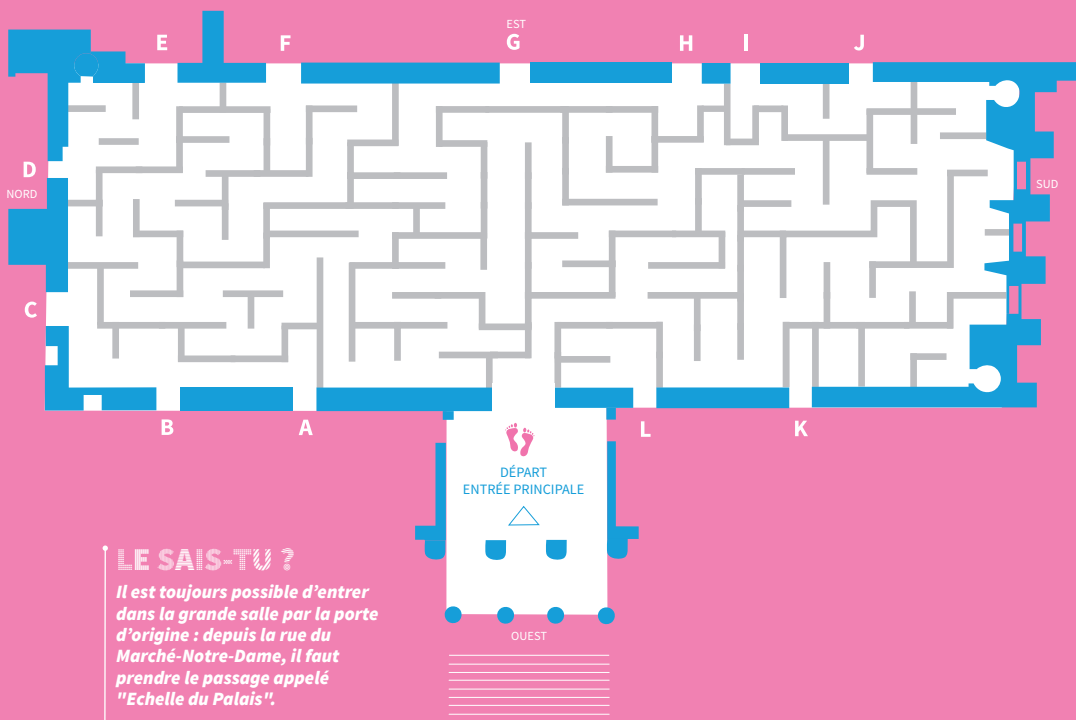 EST
E F G H I J
D
NORD
SUD
C
B A L K
DÉPART
ENTRÉE PRINCIPALE
LE SAIS-TU ?
Il est toujours possible d'entrer
dans la grande salle par la porte
d'origine : depuis la rue du
Marché-Notre-Dame, il faut
prendre le passage appelé
"Echelle du Palais".
OUEST